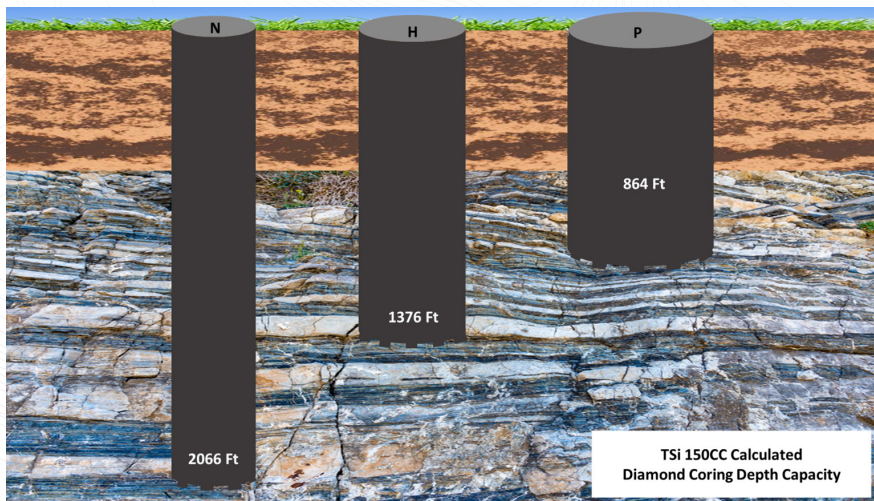 N
H
P
864 Ft
1376 Ft
2066 Ft
TSi 150CC Calculated
Diamond Coring Depth Capacity